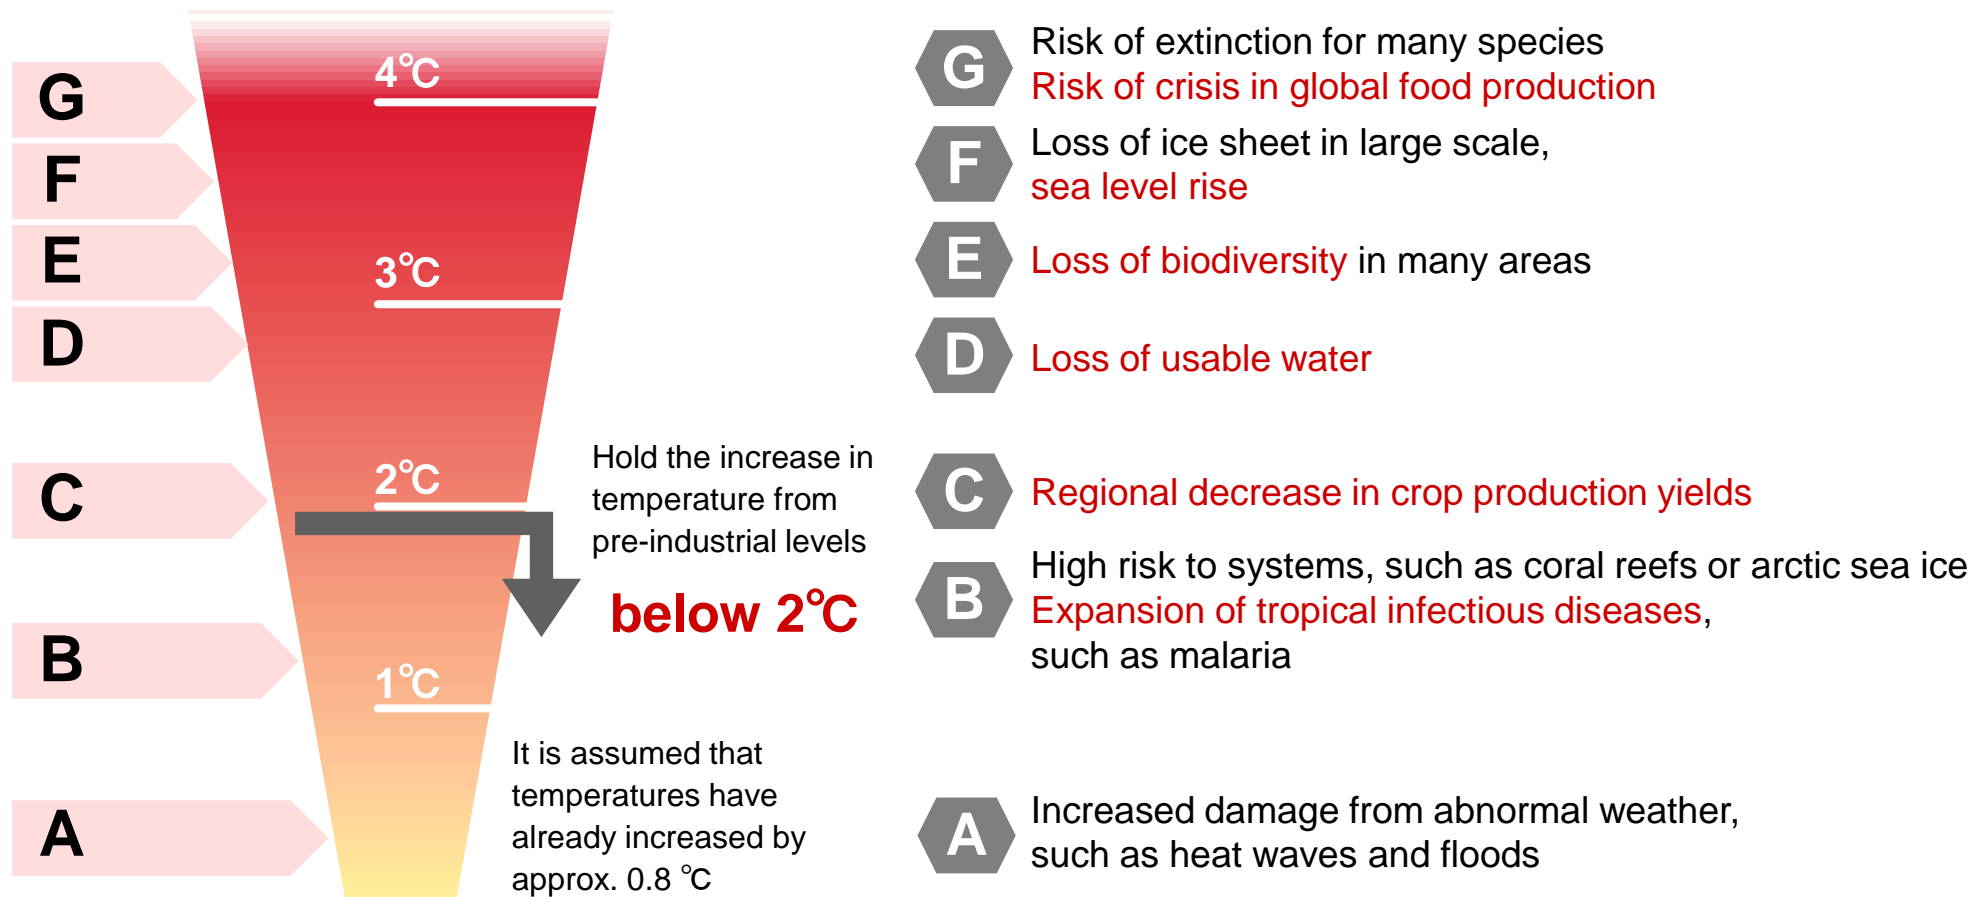 G
F
E
D
C
B
A
4℃
3℃
2℃
1℃
Hold the increase in
temperature from
pre-industrial levels
below 2℃
It is assumed that
temperatures have
already increased by
approx. 0.8 ℃
G
Risk of extinction for many species
Risk of crisis in global food production
F
Loss of ice sheet in large scale,
sea level rise
E
Loss of biodiversity in many areas
D
Loss of usable water
C
Regional decrease in crop production yields
B
High risk to systems, such as coral reefs or arctic sea ice
Expansion of tropical infectious diseases,
such as malaria
A
Increased damage from abnormal weather,
such as heat waves and floods